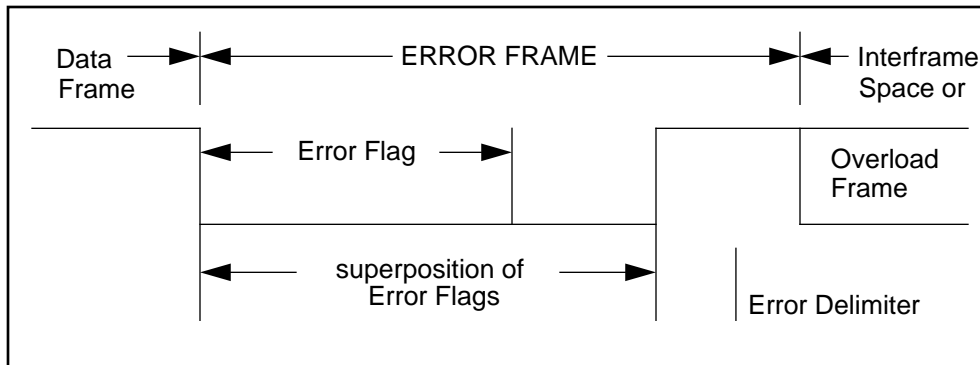 Data
Frame
ERROR FRAME
Interframe
Space or
Error Flag
Overload
Frame
superposition of
Error Flags
Error Delimiter